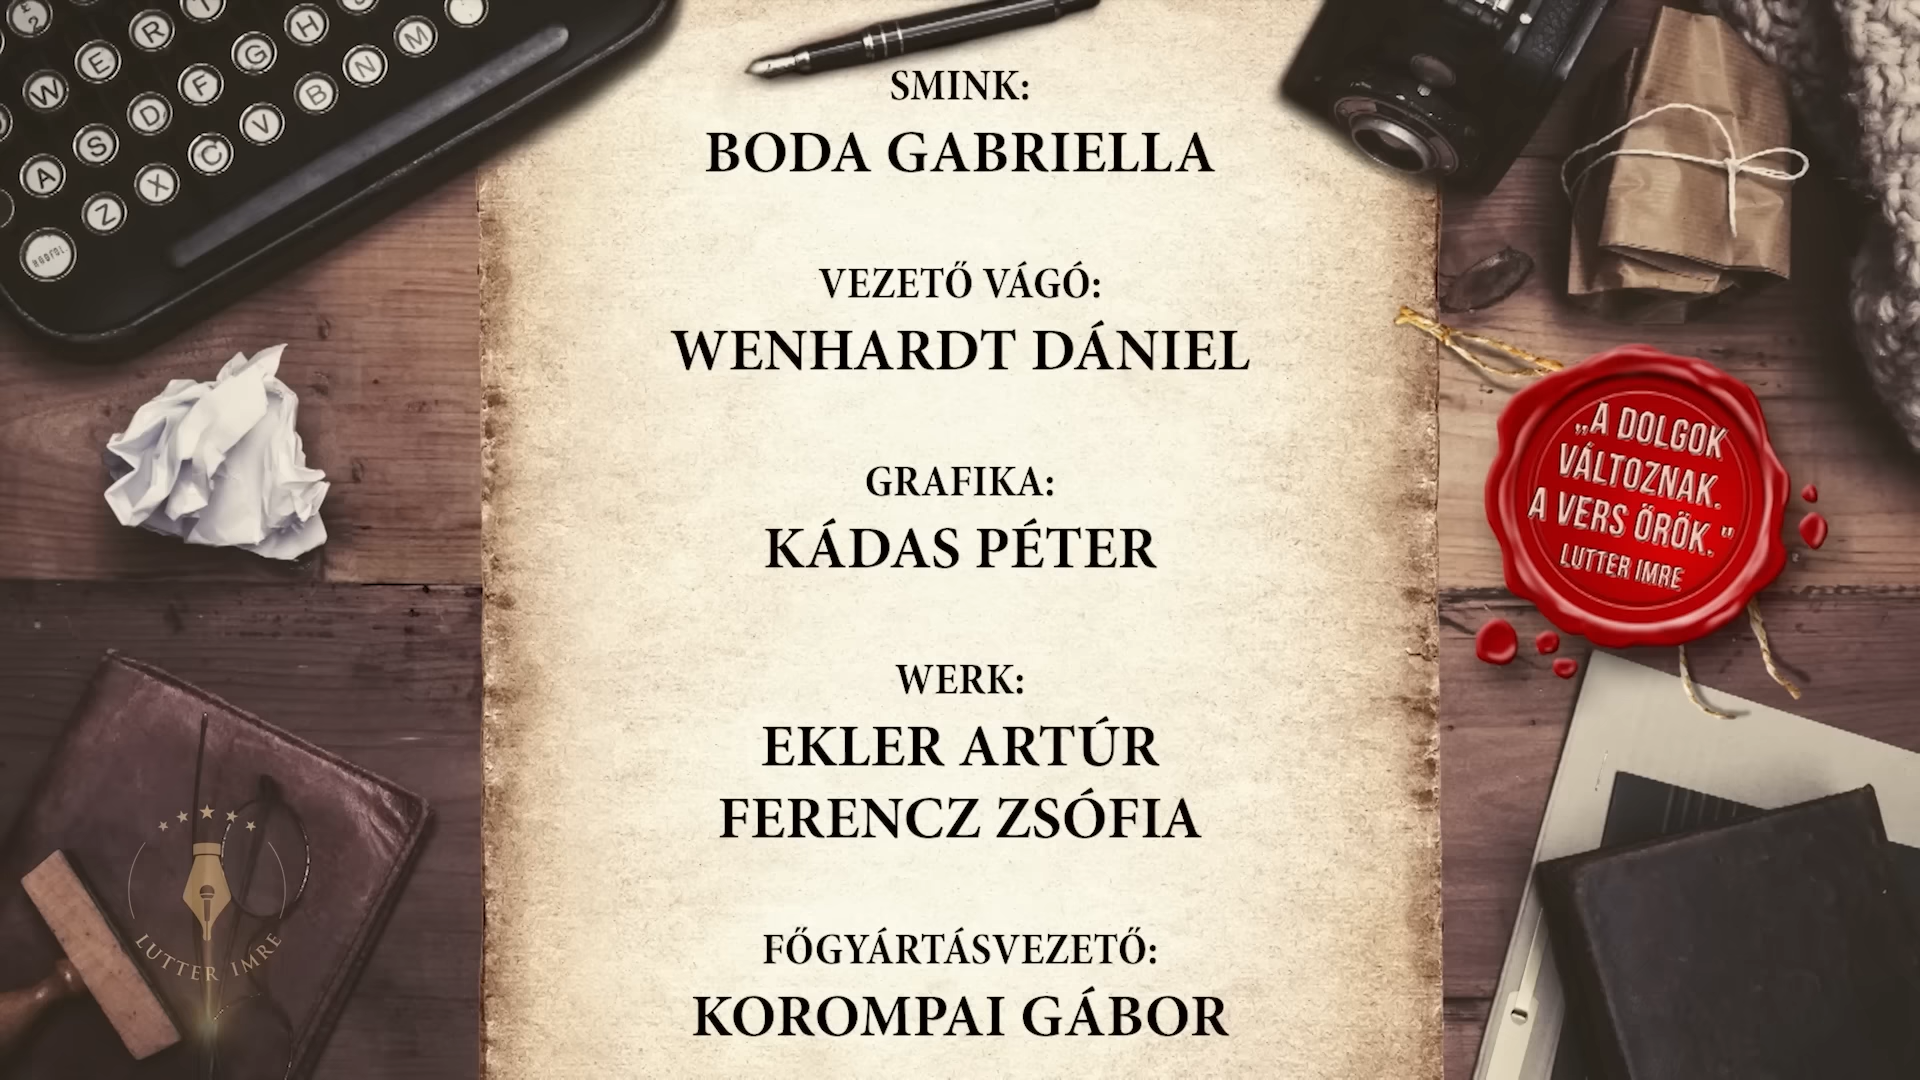 SMINK:
BODA GABRIELLA
VEZETŐ VÁGÓ:
WENHARDT DÁNIEL
GRAFIKA:
KÁDAS PÉTER
WERK:
EKLER ARTÚR
FERENCZ ZSÓFIA
FŐGYÁRTÁSVEZETŐ:
KOROMPAI GÁBOR
„A DOLGOK
VÁLTOZNAK.
A VERS ÖRÖK."
LUTTER IMRE
LUTTER IMRE
W E R
A S D F G H
Z X C V B N M